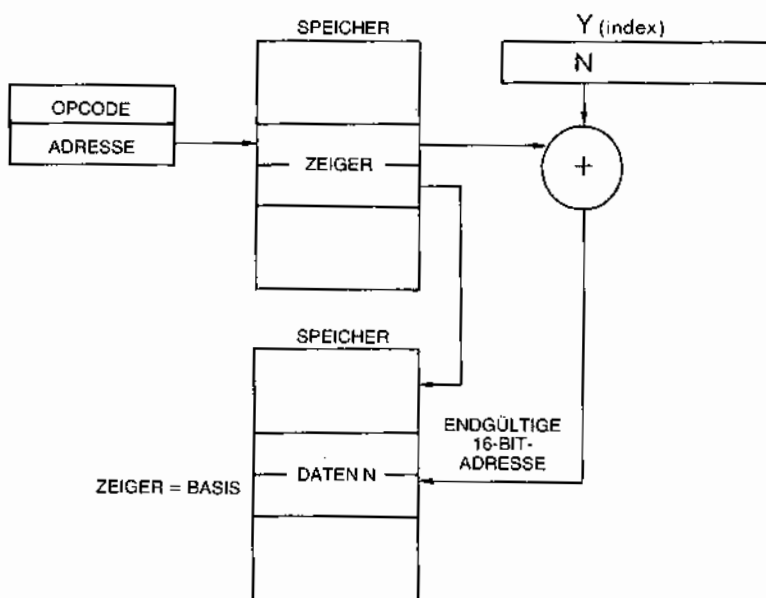 SPEICHER
Y (index)
N
OPCODE
ADRESSE
ZEIGER
+
SPEICHER
ENDGÜLTIGE
16-BIT-
ADRESSE
DATEN N
ZEIGER = BASIS